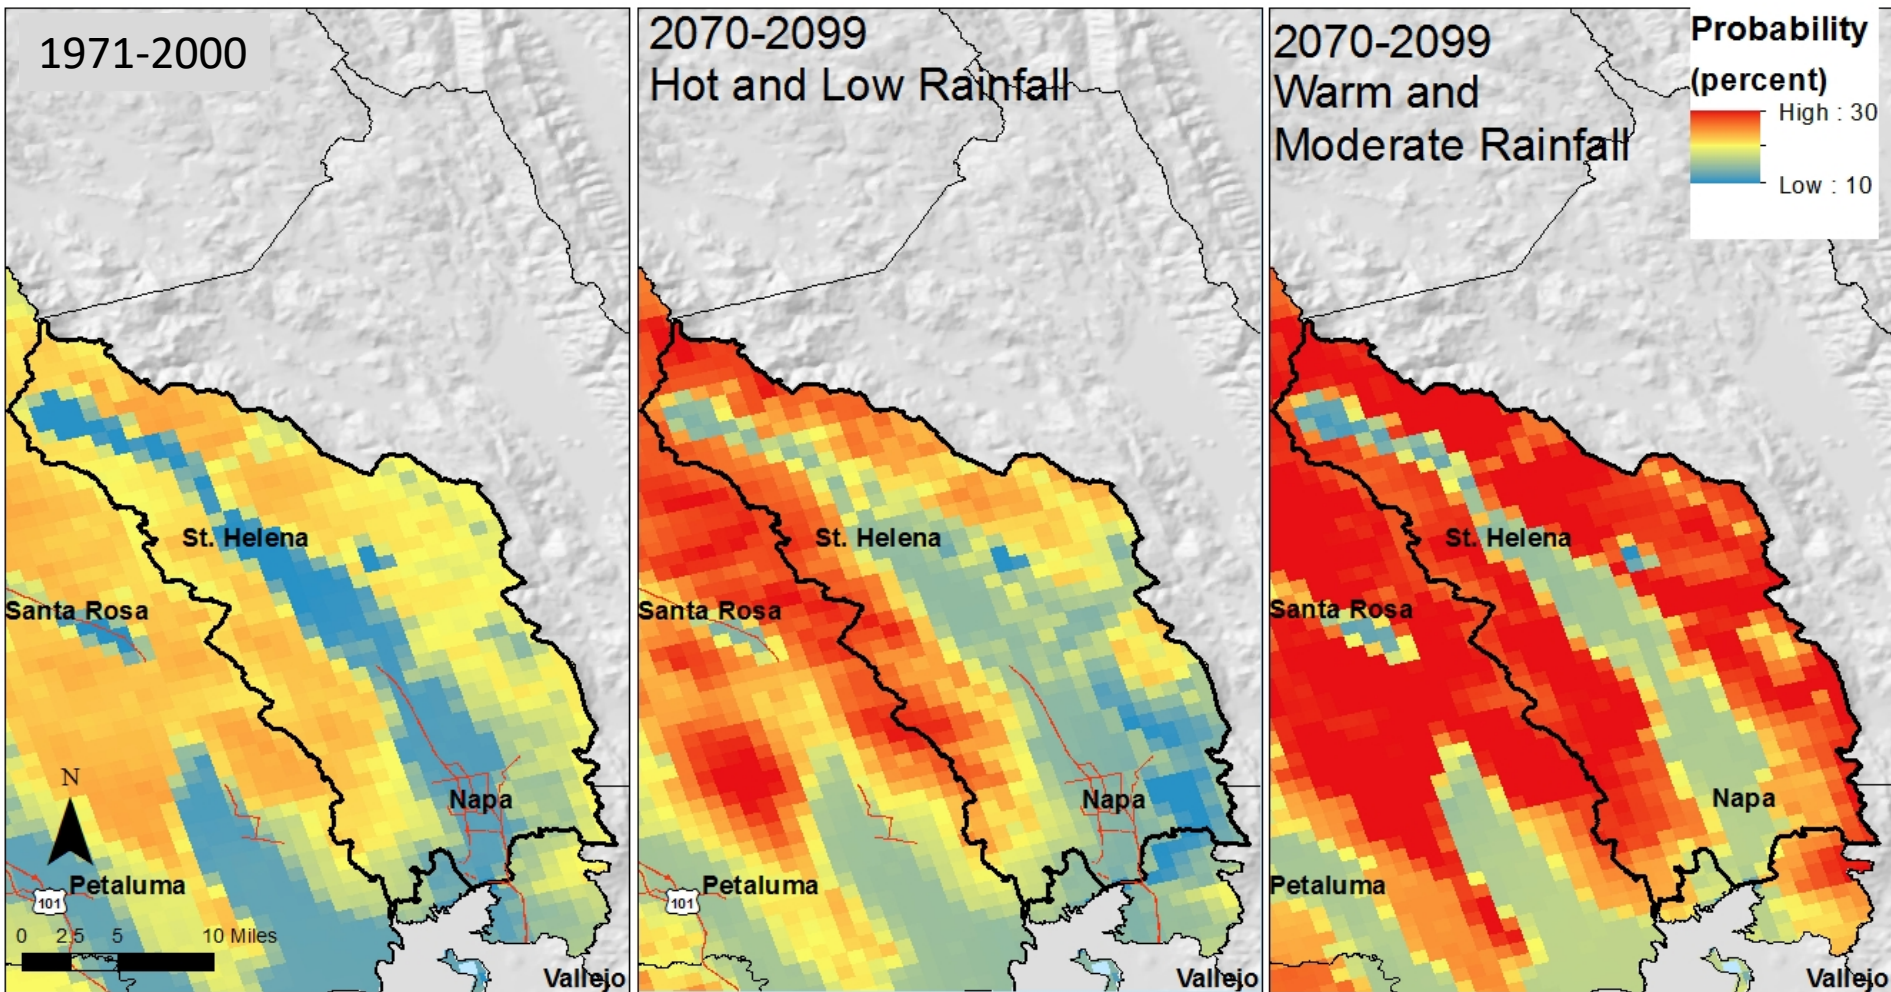 1971-2000
St. Helena
Santa Rosa
N
Napa
Petaluma
101
0 2.5 5 10 Miles
Vallejo
2070-2099
Hot and Low Rainfall
St. Helena
Santa Rosa
Napa
Petaluma
101
Vallejo
2070-2099
Warm and
Moderate Rainfall
Probability
(percent)
High : 30
Low : 10
St. Helena
Santa Rosa
Napa
Petaluma
Vallejo